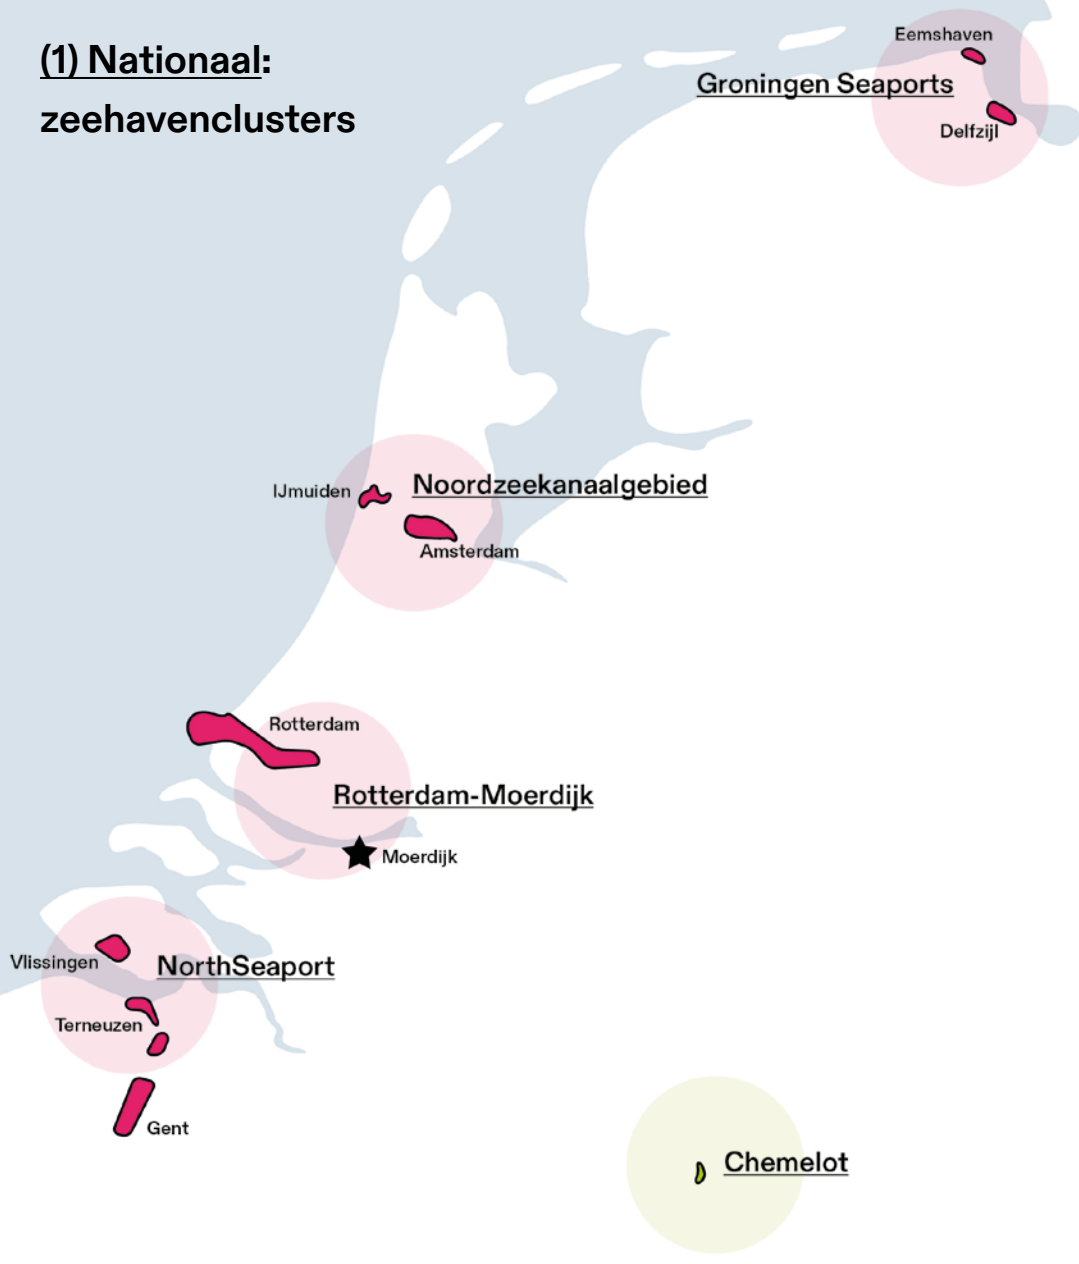 (1) Nationaal:
zeehavenclusters
Eemshaven
Groningen Seaports
Delfzijl
IJmuiden
Noordzeekanaalgebied
Amsterdam
Rotterdam
Rotterdam-Moerdijk
Moerdijk
Vlissingen
NorthSeaport
Terneuzen
Gent
Chemelot